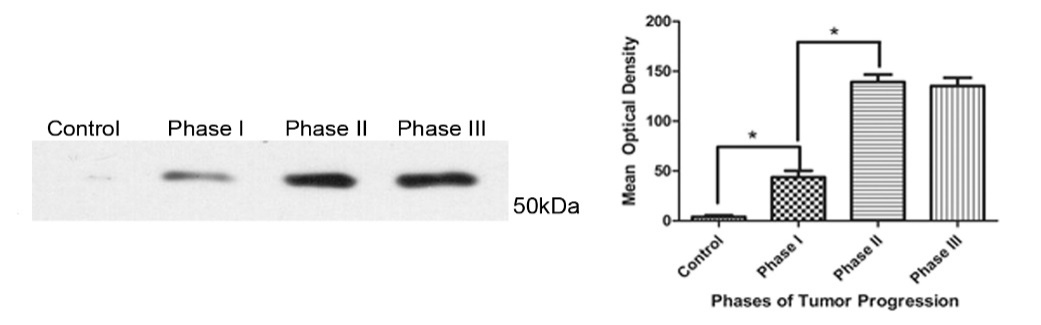 Control Phase I Phase II Phase III
50kDa
Mean Optical Density
200
150
100
50
0
*
*
Control Phase I Phase II Phase III
Phases of Tumor Progression